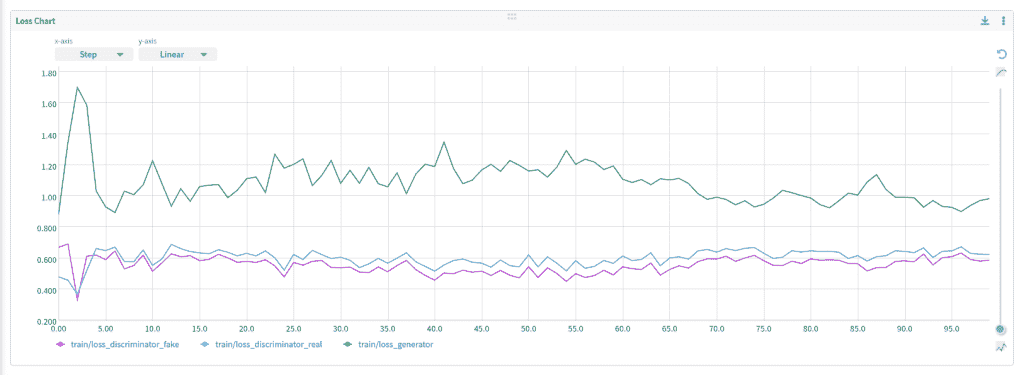 Loss Chart
x-axis y-axis
Step Linear
1.80
1.60
1.40
1.20
1.00
0.800
0.600
0.400
0.200
0.00 5.00 10.0 15.0 20.0 25.0 30.0 35.0 40.0 45.0 50.0 55.0 60.0 65.0 70.0 75.0 80.0 85.0 90.0 95.0
train/loss_discriminator_fake train/loss_discriminator_real train/loss_generator